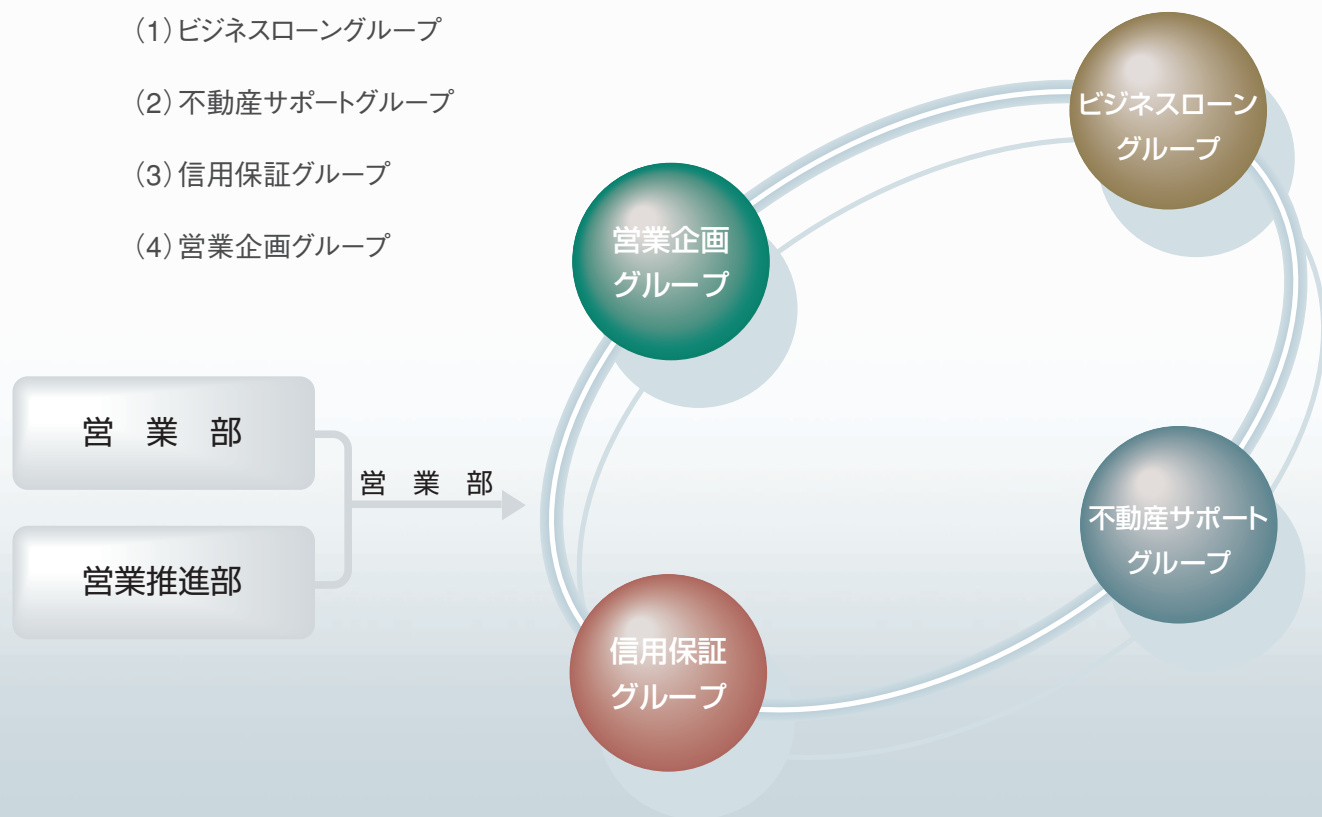 (1)ビジネスローングループ
(2)不動産サポートグループ
(3)信用保証グループ
(4)営業企画グループ
ビジネスローン
グループ
営業企画
グループ
営 業 部
営 業 部
営業推進部
不動産サポート
グループ
信用保証
グループ